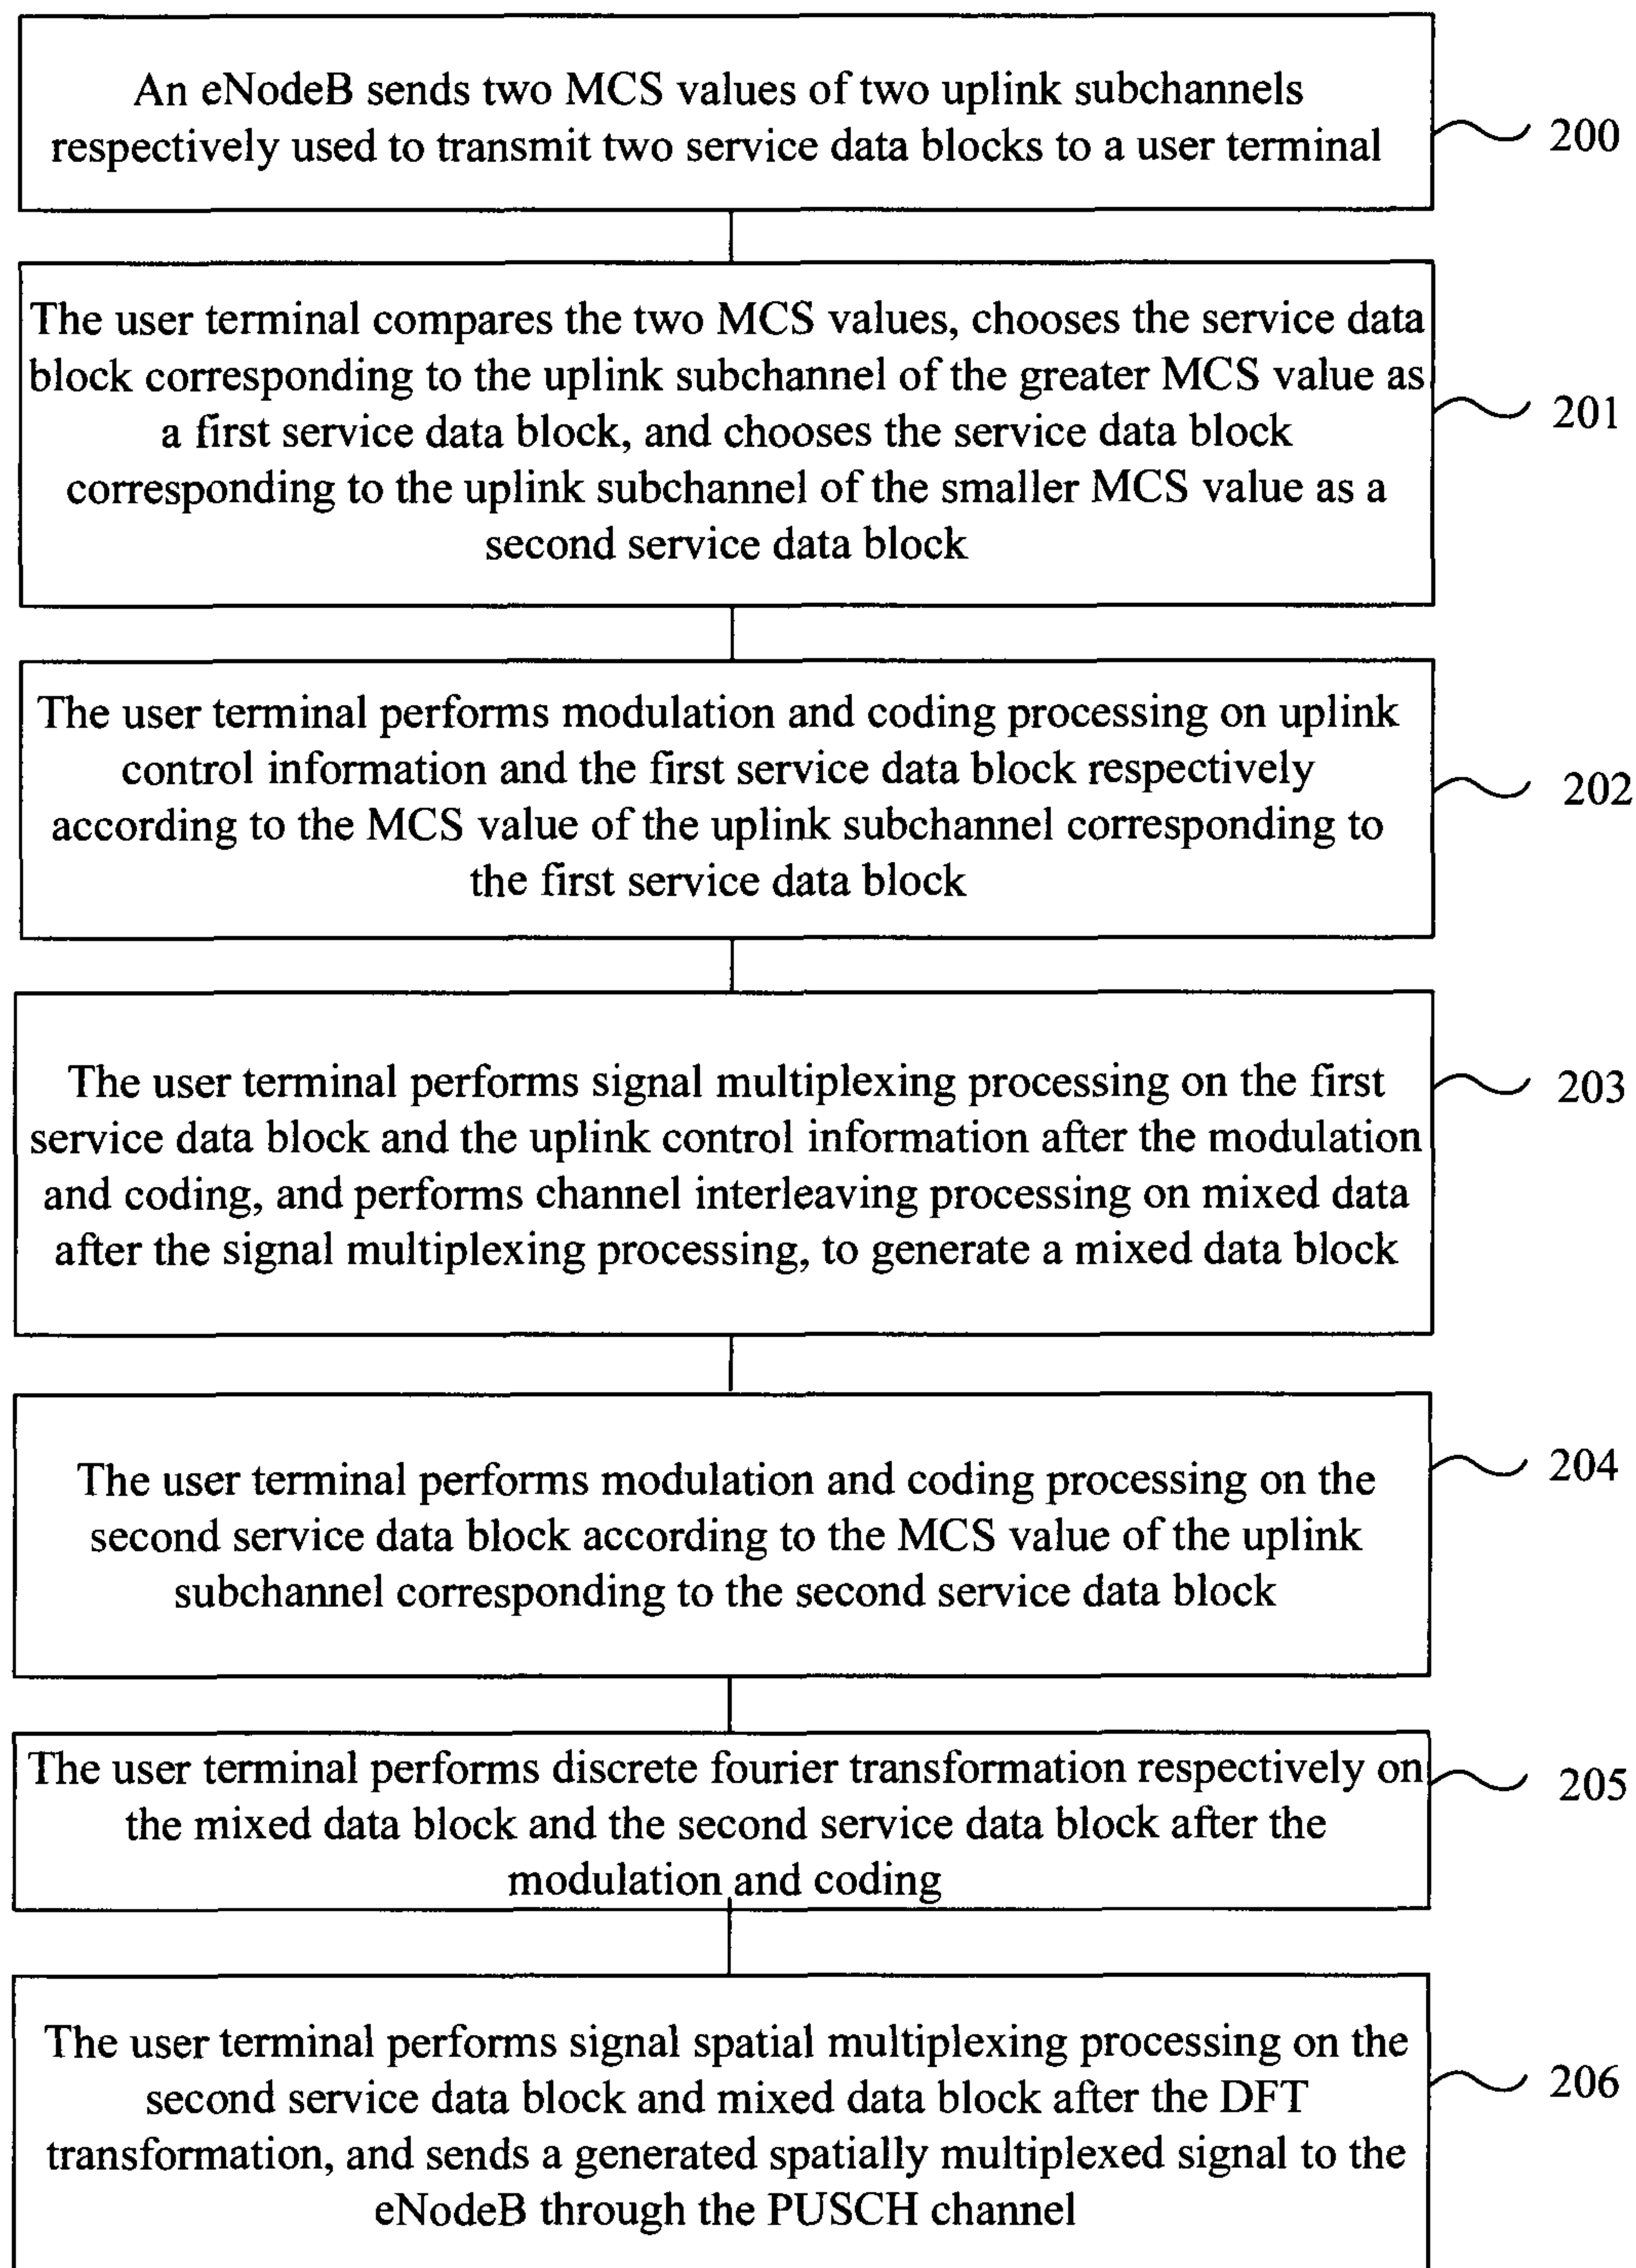 An eNodeB sends two MCS values of two uplink subchannels
respectively used to transmit two service data blocks to a user terminal
200
The user terminal compares the two MCS values, chooses the service data
block corresponding to the uplink subchannel of the greater MCS value as
a first service data block, and chooses the service data block
corresponding to the uplink subchannel of the smaller MCS value as a
second service data block
201
The user terminal performs modulation and coding processing on uplink
control information and the first service data block respectively
according to the MCS value of the uplink subchannel corresponding to
the first service data block
202
The user terminal performs signal multiplexing processing on the first
service data block and the uplink control information after the modulation
and coding, and performs channel interleaving processing on mixed data
after the signal multiplexing processing, to generate a mixed data block
203
The user terminal performs modulation and coding processing on the
second service data block according to the MCS value of the uplink
subchannel corresponding to the second service data block
204
The user terminal performs discrete fourier transformation respectively on
the mixed data block and the second service data block after the
modulation and coding
205
The user terminal performs signal spatial multiplexing processing on the
second service data block and mixed data block after the DFT
transformation, and sends a generated spatially multiplexed signal to the
eNodeB through the PUSCH channel
206